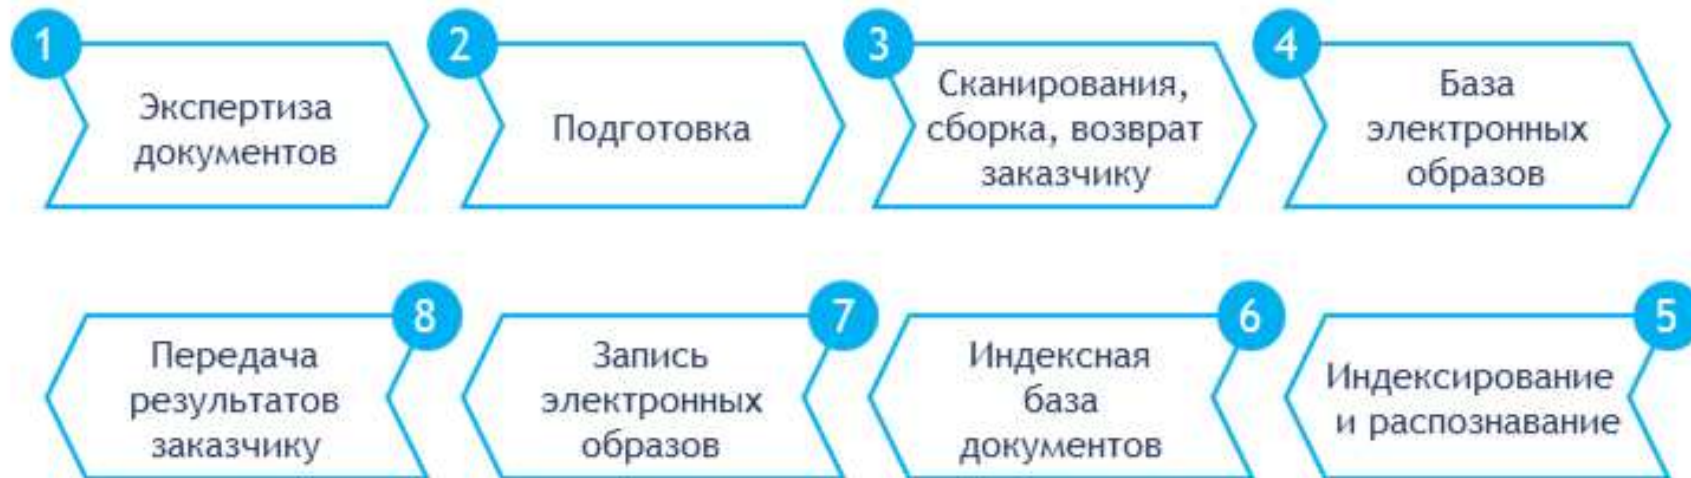 1
Экспертиза
документов
2
Подготовка
3
Сканирования,
сборка, возврат
заказчику
4
База
электронных
образов
5
Индексирование
и распознавание
6
Индексная
база
документов
7
Запись
электронных
образов
8
Передача
результатов
заказчику